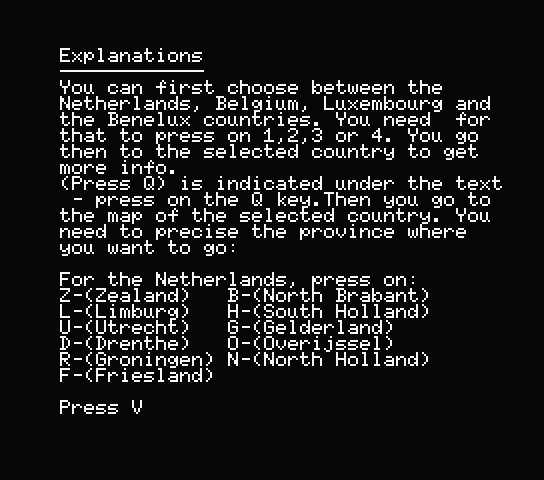 Explanations
You can first choose between the
Netherlands, Belgium, Luxembourg and
the Benelux countries. You need  for
that to press on 1,2,3 or 4. You go
then to the selected country to get
more info.
(Press Q) is indicated under the text
 - press on the Q key.Then you go to
the map of the selected country. You
need to precise the province where
you want to go:
For the Netherlands, press on:
Z-(Zealand)   B-(North Brabant)
L-(Limburg)   H-(South Holland)
U-(Utrecht)   G-(Gelderland)
D-(Drenthe)   O-(Overijssel)
R-(Groningen) N-(North Holland)
F-(Friesland)
Press V